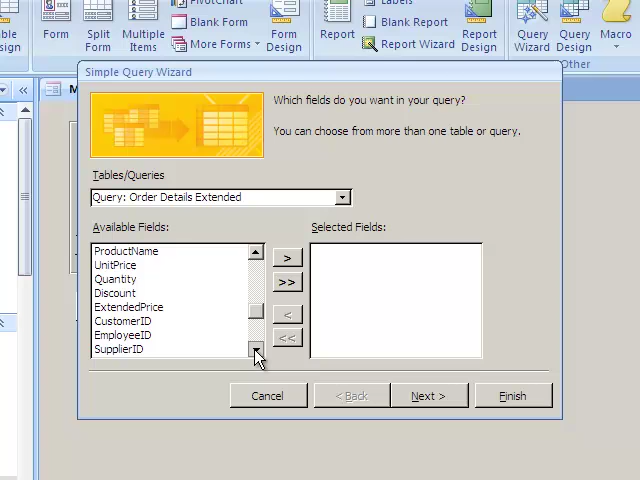 PivotChart
Labels
able
Form
Split
Multiple
Blank Form
Form
Report
Blank Report
Report
Query
Query
Macro
sign
Form
Items
More Forms
Design
Report Wizard
Design
Wizard
Design
Other
M
Simple Query Wizard
Which fields do you want in your query?
You can choose from more than one table or query.
Tables/Queries
Query: Order Details Extended
Available Fields:
Selected Fields:
ProductName
UnitPrice
Quantity
Discount
ExtendedPrice
CustomerID
EmployeeID
SupplierID
>
>>
<
<<
Cancel
< Back
Next >
Finish